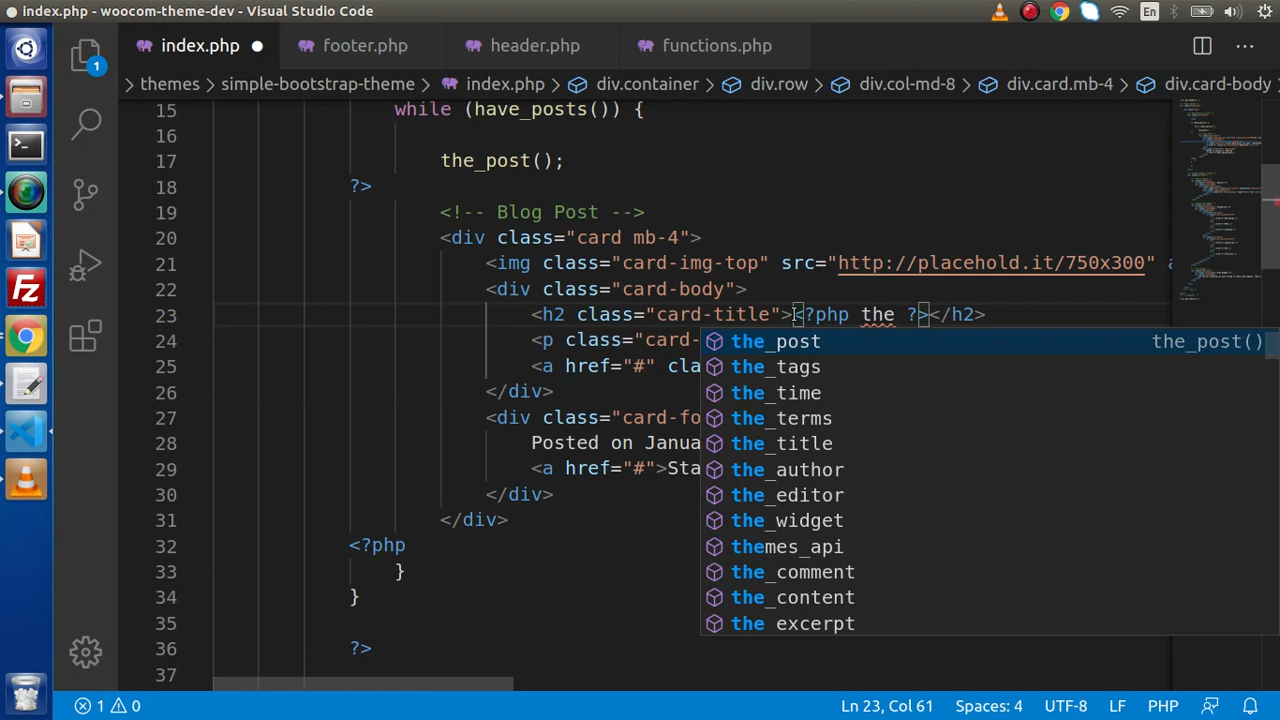 index.php - woocom-theme-dev - Visual Studio Code
En
index.php footer.php header.php functions.php
1
themes > simple-bootstrap-theme > index.php > div.container > div.row > div.col-md-8 > div.card.mb-4 > div.card-body
15 while (have_posts()) {
16
17 the_post();
18 ?>
19 <!-- Blog Post -->
20 <div class="card mb-4">
21 <img class="card-img-top" src="http://placehold.it/750x300" a
22 <div class="card-body">
23 <h2 class="card-title"><?php the ?></h2>
24 <p class="card-
25 <a href="#" cla
26 </div>
27 <div class="card-fo
28 Posted on Janua
29 <a href="#">Sta
30 </div>
31 </div>
32 <?php
33 }
34 }
35
36 ?>
37
the_post the_post()
the_tags
the_time
the_terms
the_title
the_author
the_editor
the_widget
themes_api
the_comment
the_content
the_excerpt
1 0 Ln 23, Col 61 Spaces: 4 UTF-8 LF PHP